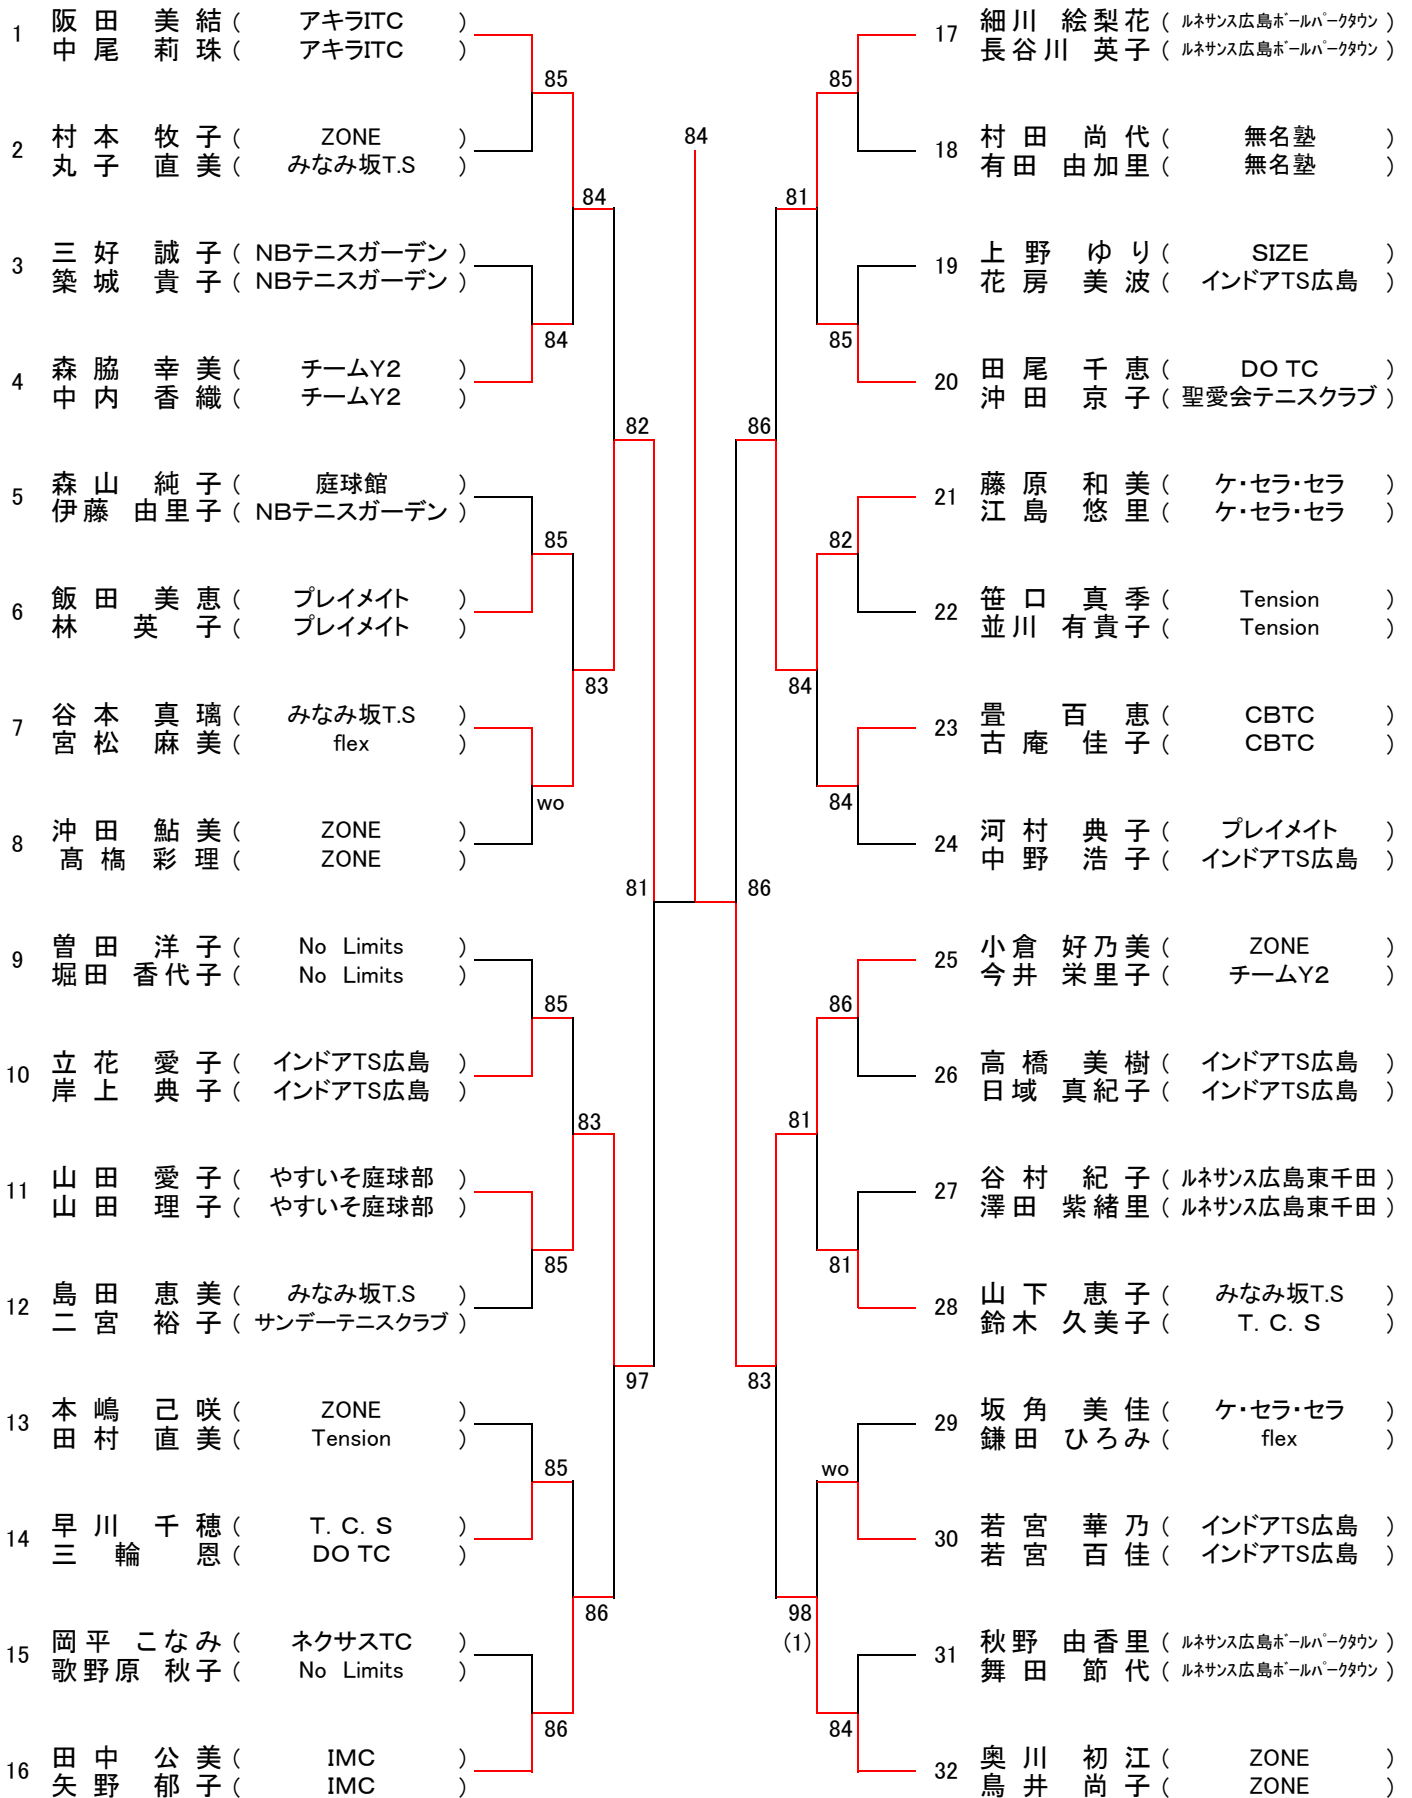 1 阪田 美結 ( アキラITC )
中尾 莉珠 ( アキラITC )
85
2 村本 牧子 ( ZONE )
丸子 直美 ( みなみ坂T.S )
84
3 三好 誠子 ( NBテニスガーデン )
築城 貴子 ( NBテニスガーデン )
84
4 森脇 幸美 ( チームY2 )
中内 香織 ( チームY2 )
82
5 森山 純子 ( 庭球館 )
伊藤 由里子 ( NBテニスガーデン )
85
6 飯田 美恵 ( プレイメイト )
林 英子 ( プレイメイト )
83
7 谷本 真璃 ( みなみ坂T.S )
宮松 麻美 ( flex )
wo
8 沖田 鮎美 ( ZONE )
髙槗 彩理 ( ZONE )
81
9 曽田 洋子 ( No Limits )
堀田 香代子 ( No Limits )
85
10 立花 愛子 ( インドアTS広島 )
岸上 典子 ( インドアTS広島 )
83
11 山田 愛子 ( やすいそ庭球部 )
山田 理子 ( やすいそ庭球部 )
85
12 島田 恵美 ( みなみ坂T.S )
二宮 裕子 ( サンデーテニスクラブ )
97
13 本嶋 己咲 ( ZONE )
田村 直美 ( Tension )
85
14 早川 千穂 ( T. C. S )
三輪 恩 ( DO TC )
86
15 岡平 こなみ ( ネクサスTC )
歌野原 秋子 ( No Limits )
86
16 田中 公美 ( IMC )
矢野 郁子 ( IMC )
84
17 細川 絵梨花 ( ルネサンス広島ボールパークタウン )
長谷川 英子 ( ルネサンス広島ボールパークタウン )
85
18 村田 尚代 ( 無名塾 )
有田 由加里 ( 無名塾 )
81
19 上野 ゆり ( SIZE )
花房 美波 ( インドアTS広島 )
85
20 田尾 千恵 ( DO TC )
沖田 京子 ( 聖愛会テニスクラブ )
86
21 藤原 和美 ( ケ・セラ・セラ )
江島 悠里 ( ケ・セラ・セラ )
82
22 笹口 真季 ( Tension )
並川 有貴子 ( Tension )
84
23 畳 百恵 ( CBTC )
古庵 佳子 ( CBTC )
84
24 河村 典子 ( プレイメイト )
中野 浩子 ( インドアTS広島 )
86
25 小倉 好乃美 ( ZONE )
今井 栄里子 ( チームY2 )
86
26 高橋 美樹 ( インドアTS広島 )
日域 真紀子 ( インドアTS広島 )
81
27 谷村 紀子 ( ルネサンス広島東千田 )
澤田 紫緒里 ( ルネサンス広島東千田 )
81
28 山下 恵子 ( みなみ坂T.S )
鈴木 久美子 ( T. C. S )
83
29 坂角 美佳 ( ケ・セラ・セラ )
鎌田 ひろみ ( flex )
wo
30 若宮 華乃 ( インドアTS広島 )
若宮 百佳 ( インドアTS広島 )
98
(1)
31 秋野 由香里 ( ルネサンス広島ボールパークタウン )
舞田 節代 ( ルネサンス広島ボールパークタウン )
84
32 奥川 初江 ( ZONE )
鳥井 尚子 ( ZONE )